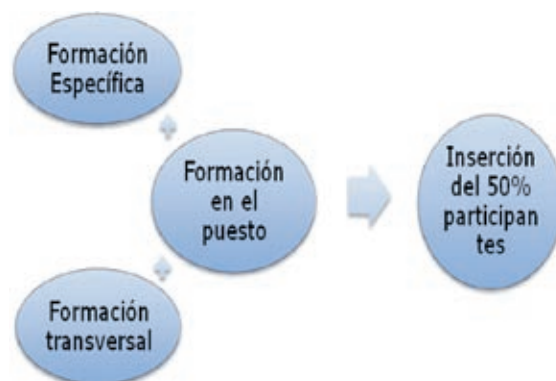 Formación
Específica
Formación
en el
puesto
Inserción
del 50%
participan
tes
Formación
transversal